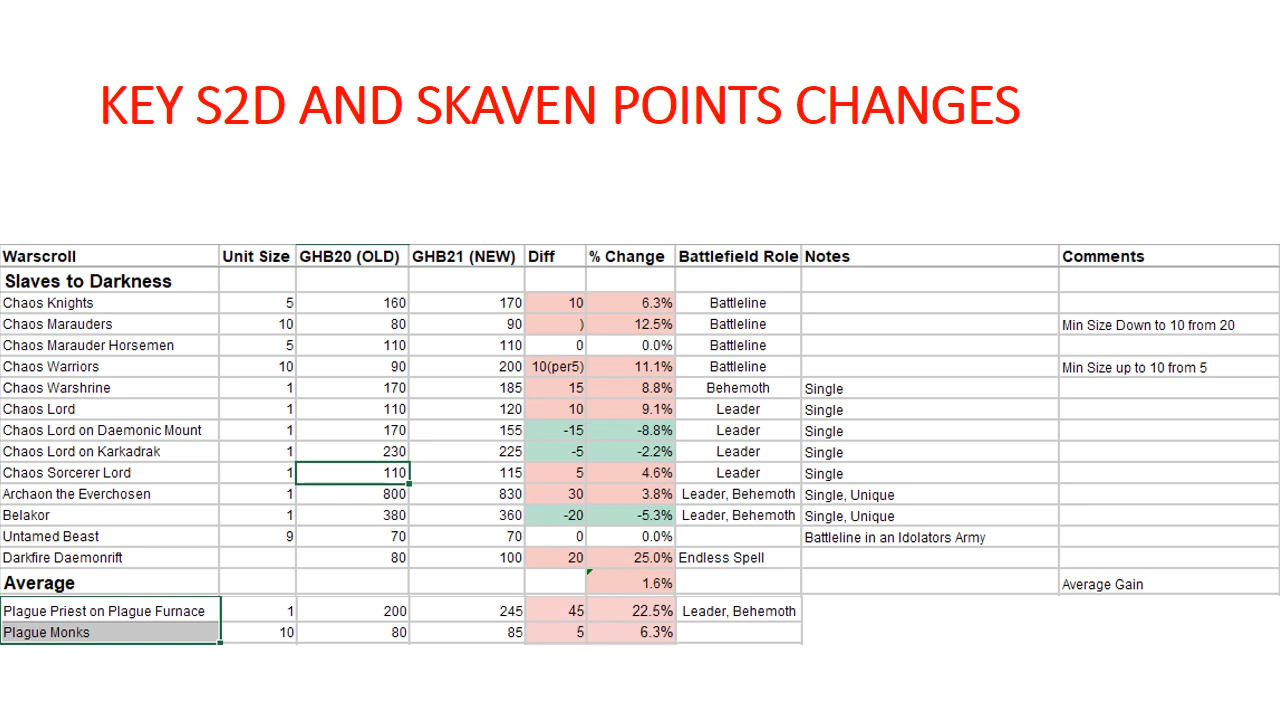 KEY S2D AND SKAVEN POINTS CHANGES
Warscroll Unit Size GHB20 (OLD) GHB21 (NEW) Diff % Change Battlefield Role Notes Comments
Slaves to Darkness
Chaos Knights 5 160 170 10 6.3% Battleline
Chaos Marauders 10 80 90 ) 12.5% Battleline Min Size Down to 10 from 20
Chaos Marauder Horsemen 5 110 110 0 0.0% Battleline
Chaos Warriors 10 90 200 10(per5) 11.1% Battleline Min Size up to 10 from 5
Chaos Warshrine 1 170 185 15 8.8% Behemoth Single
Chaos Lord 1 110 120 10 9.1% Leader Single
Chaos Lord on Daemonic Mount 1 170 155 -15 -8.8% Leader Single
Chaos Lord on Karkadrak 1 230 225 -5 -2.2% Leader Single
Chaos Sorcerer Lord 1 110 115 5 4.6% Leader Single
Archaon the Everchosen 1 800 830 30 3.8% Leader, Behemoth Single, Unique
Belakor 1 380 360 -20 -5.3% Leader, Behemoth Single, Unique
Untamed Beast 9 70 70 0 0.0% Battleline in an Idolators Army
Darkfire Daemonrift 80 100 20 25.0% Endless Spell
Average 1.6% Average Gain
Plague Priest on Plague Furnace 1 200 245 45 22.5% Leader, Behemoth
Plague Monks 10 80 85 5 6.3%